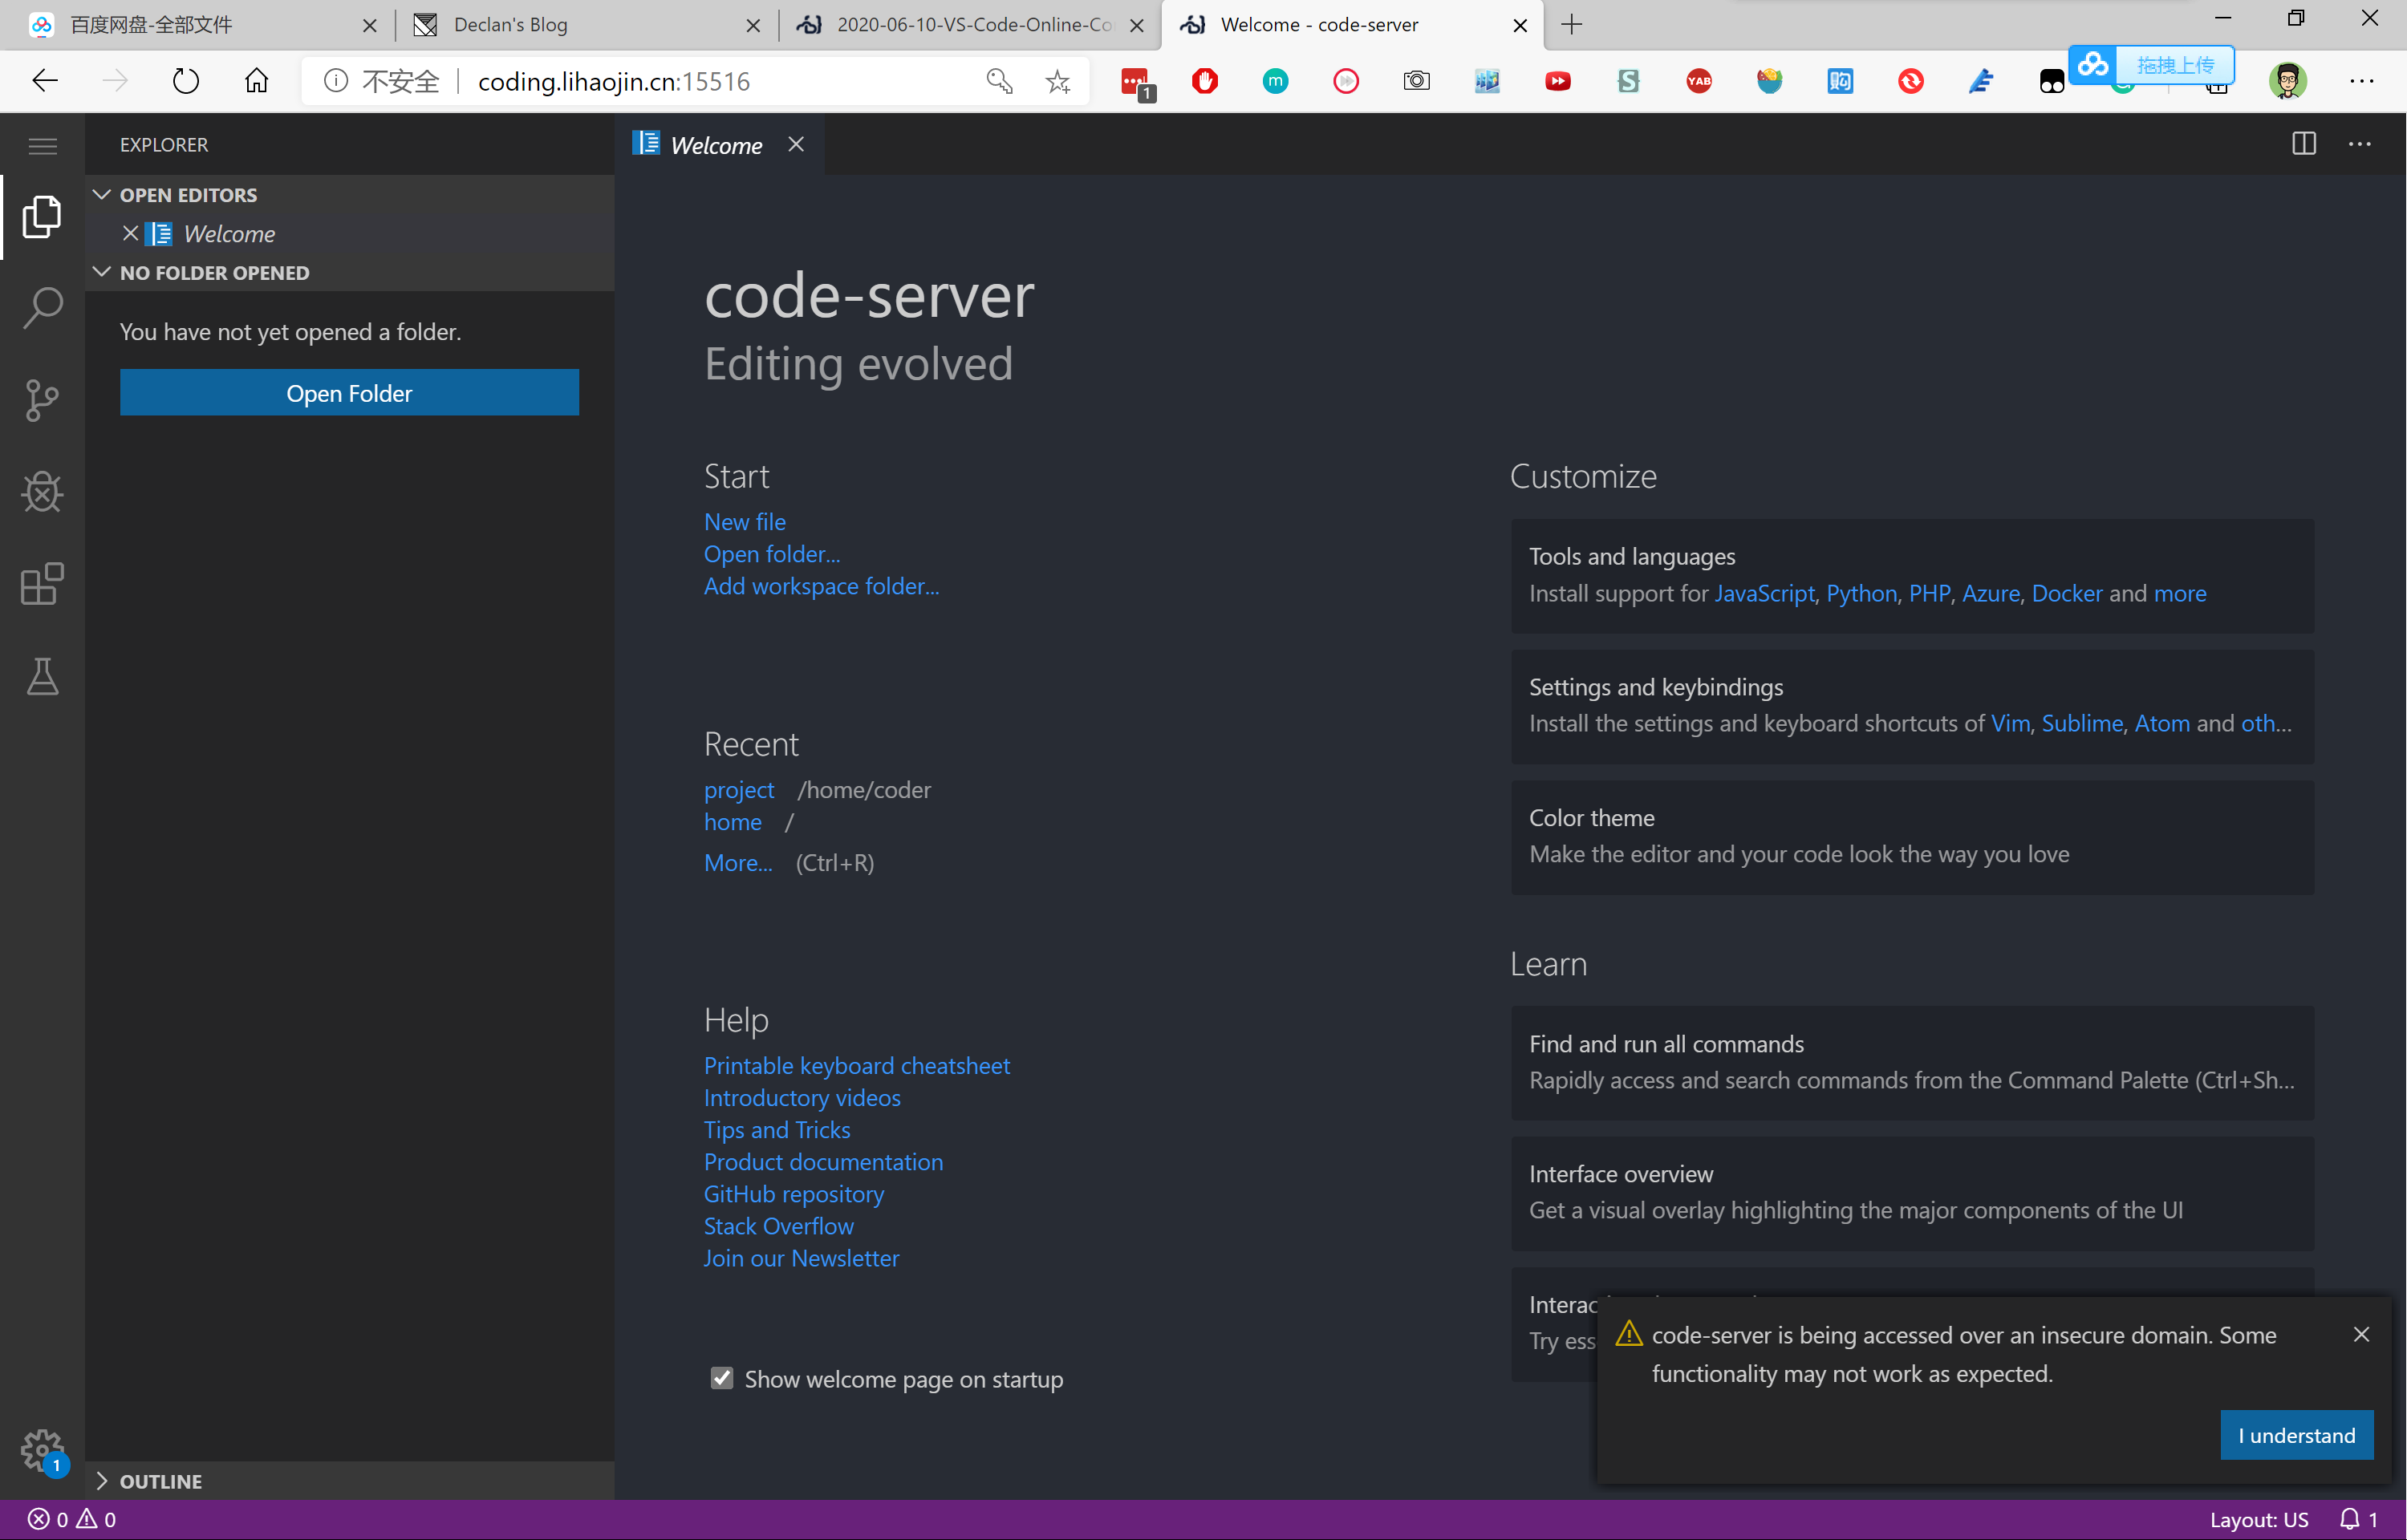 百度网盘-全部文件
Declan's Blog
2020-06-10-VS-Code-Online-Co
Welcome - code-server
不安全
coding.lihaojin.cn:15516
1
m
S
YAB
购
拖拽上传
EXPLORER
Welcome
OPEN EDITORS
Welcome
NO FOLDER OPENED
You have not yet opened a folder.
Open Folder
code-server
Editing evolved
Start
New file
Open folder...
Add workspace folder...
Recent
project /home/coder
home /
More... (Ctrl+R)
Help
Printable keyboard cheatsheet
Introductory videos
Tips and Tricks
Product documentation
GitHub repository
Stack Overflow
Join our Newsletter
Show welcome page on startup
Customize
Tools and languages
Install support for JavaScript, Python, PHP, Azure, Docker and more
Settings and keybindings
Install the settings and keyboard shortcuts of Vim, Sublime, Atom and oth...
Color theme
Make the editor and your code look the way you love
Learn
Find and run all commands
Rapidly access and search commands from the Command Palette (Ctrl+Sh...
Interface overview
Get a visual overlay highlighting the major components of the UI
Interac
Try ess
code-server is being accessed over an insecure domain. Some
functionality may not work as expected.
I understand
1
OUTLINE
0 0
Layout: US
1